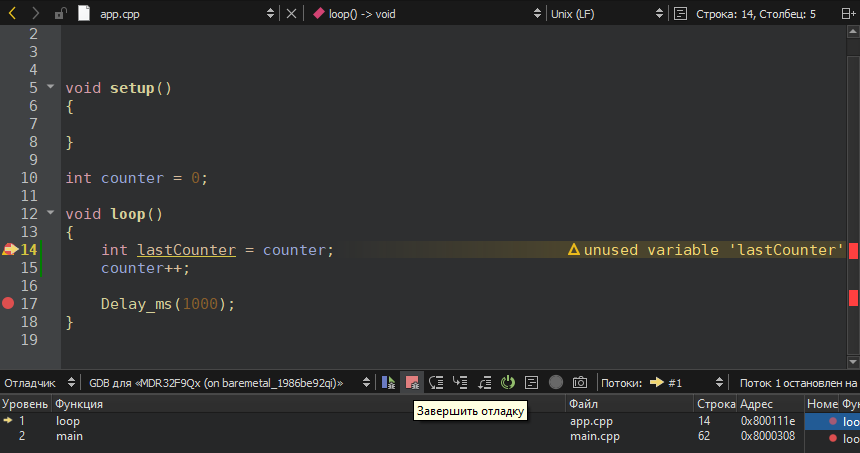 app.cpp loop() -> void Unix (LF) Строка: 14, Столбец: 5
2
3
4
5 void setup()
6 {
7
8 }
9
10 int counter = 0;
11
12 void loop()
13 {
14 int lastCounter = counter; unused variable 'lastCounter'
15 counter++;
16
17 Delay_ms(1000);
18 }
19
Отладчик GDB для «MDR32F9Qx (on baremetal_1986be92qi)» Потоки: #1 Поток 1 остановлен на
Уровень Функция Файл Строка Адрес Номе Фу
1 loop app.cpp 14 0x800111e loo
2 main main.cpp 62 0x8000308 loo
Завершить отладку